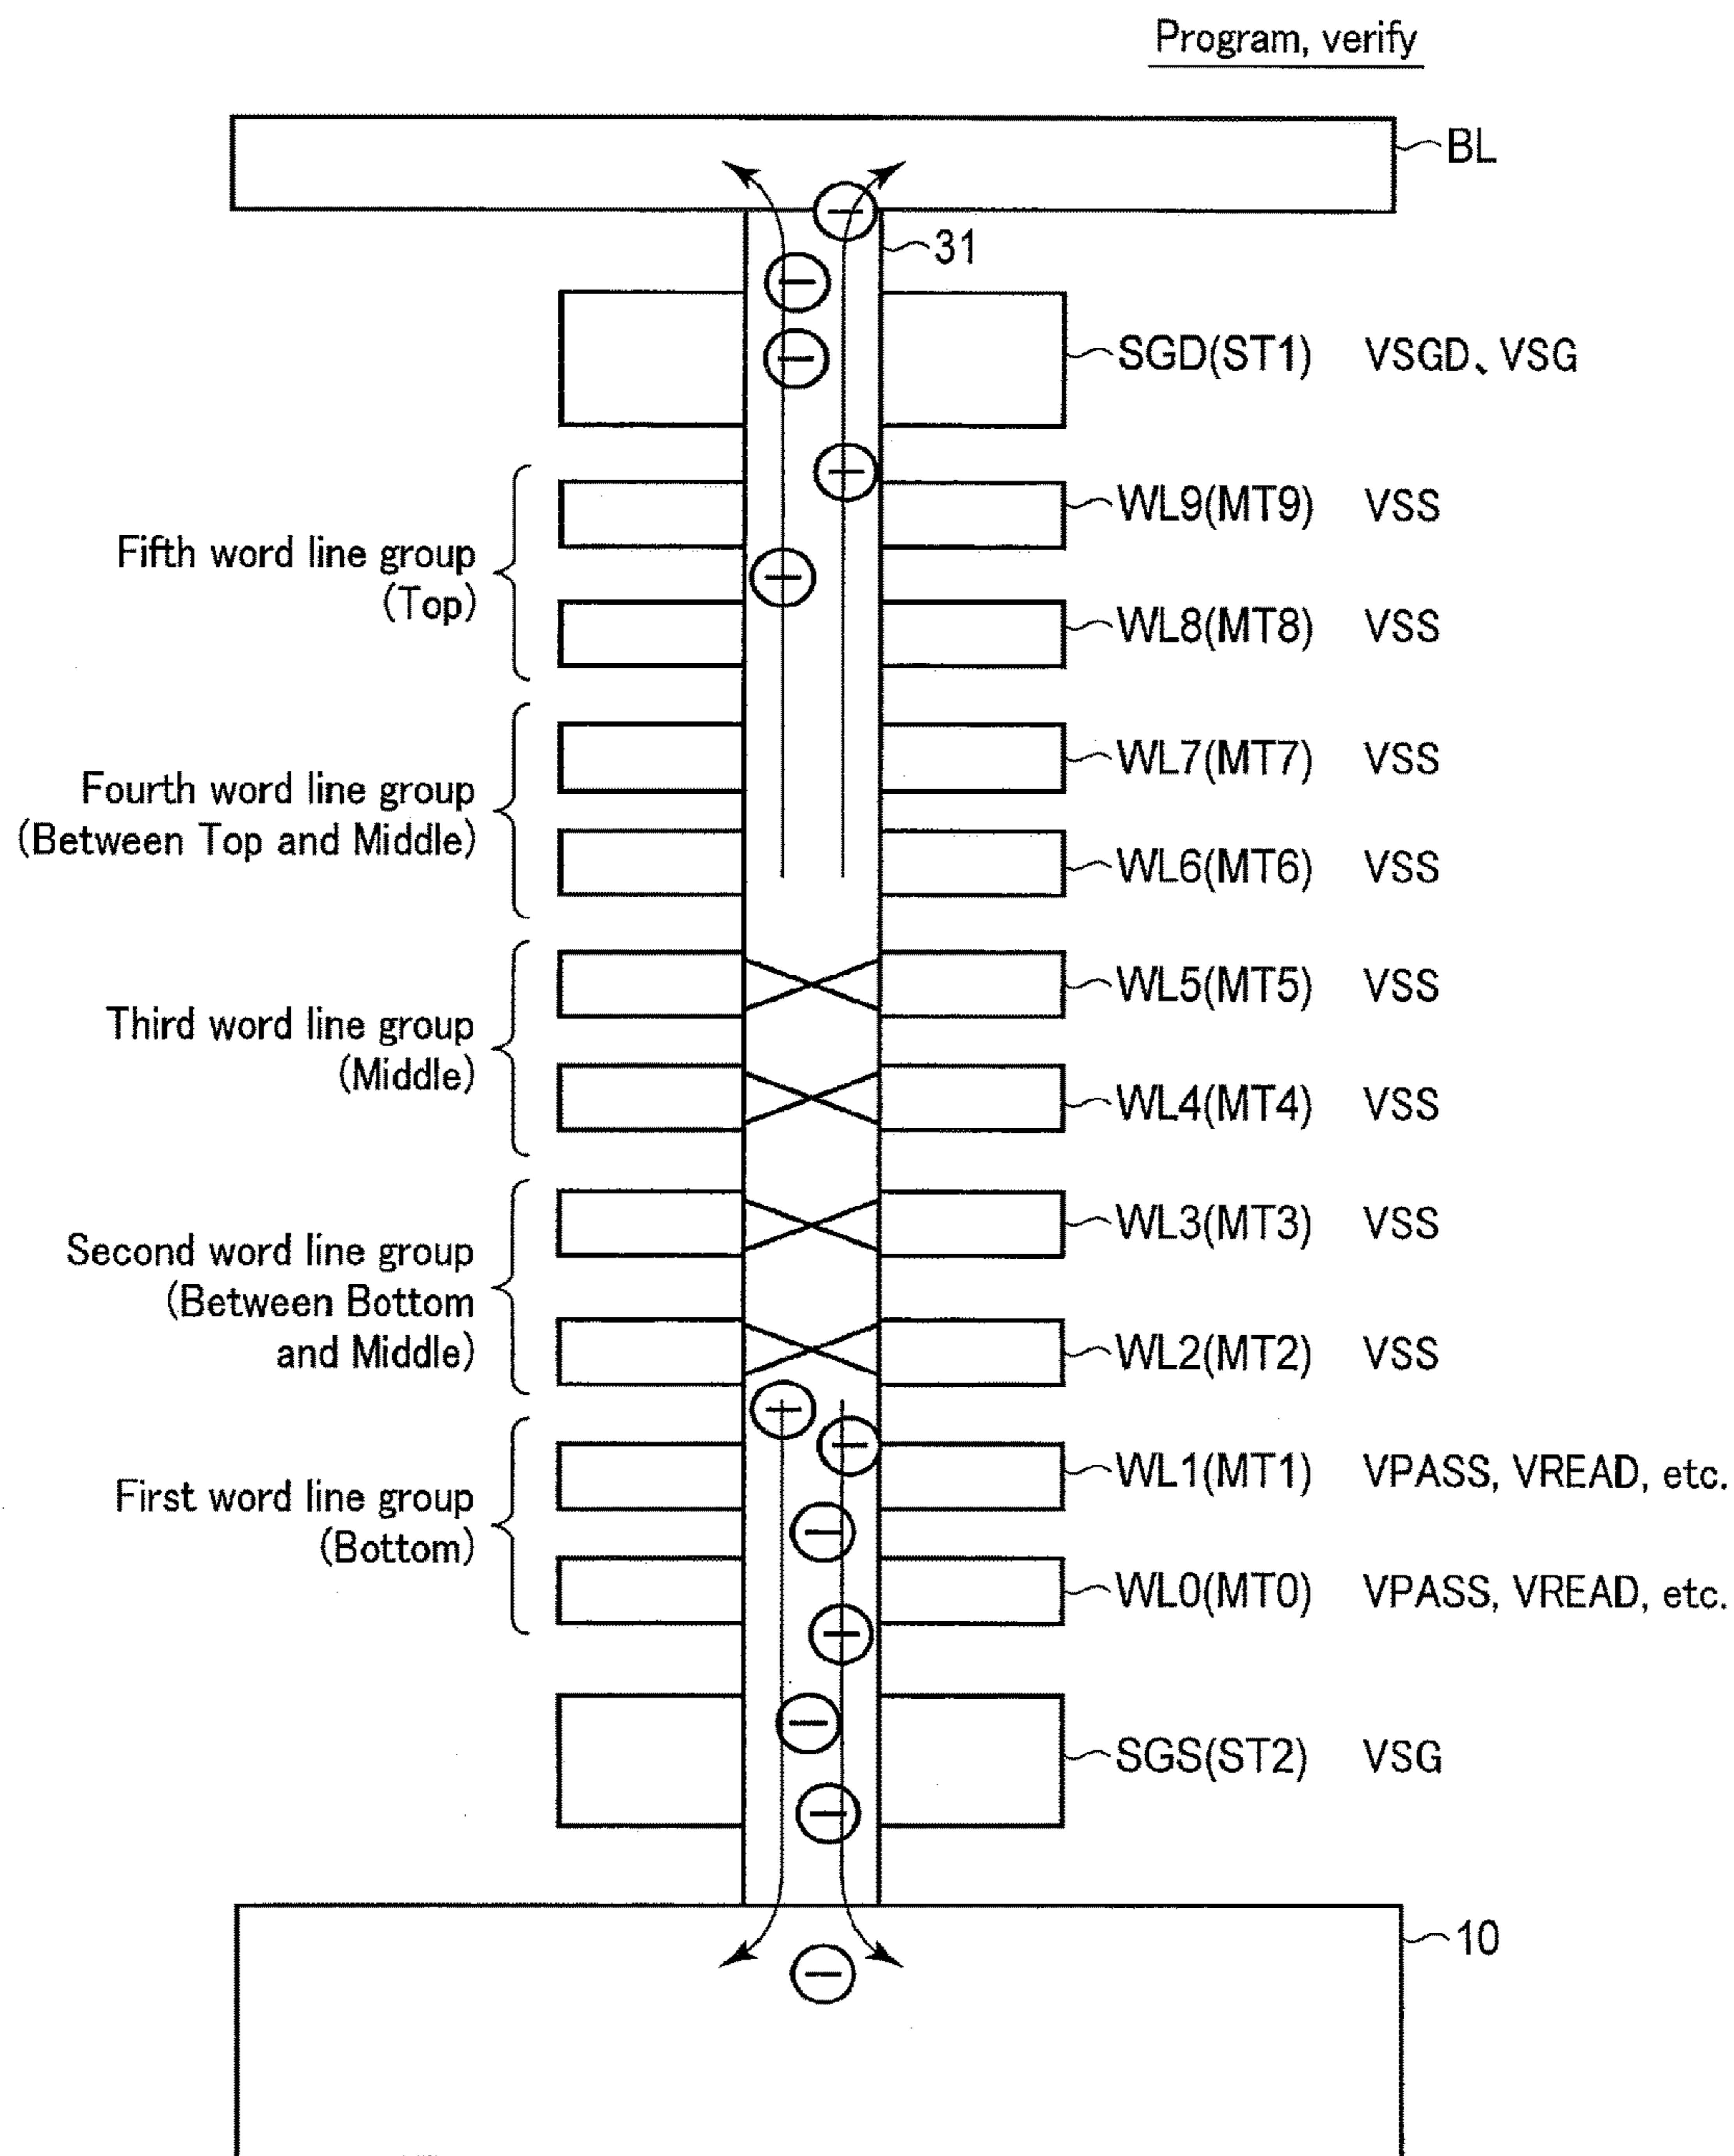 Program, verify
BL
31
SGD(ST1) VSGD、VSG
Fifth word line group
(Top)
WL9(MT9) VSS
WL8(MT8) VSS
Fourth word line group
(Between Top and Middle)
WL7(MT7) VSS
WL6(MT6) VSS
Third word line group
(Middle)
WL5(MT5) VSS
WL4(MT4) VSS
Second word line group
(Between Bottom
and Middle)
WL3(MT3) VSS
WL2(MT2) VSS
First word line group
(Bottom)
WL1(MT1) VPASS, VREAD, etc.
WL0(MT0) VPASS, VREAD, etc.
SGS(ST2) VSG
10